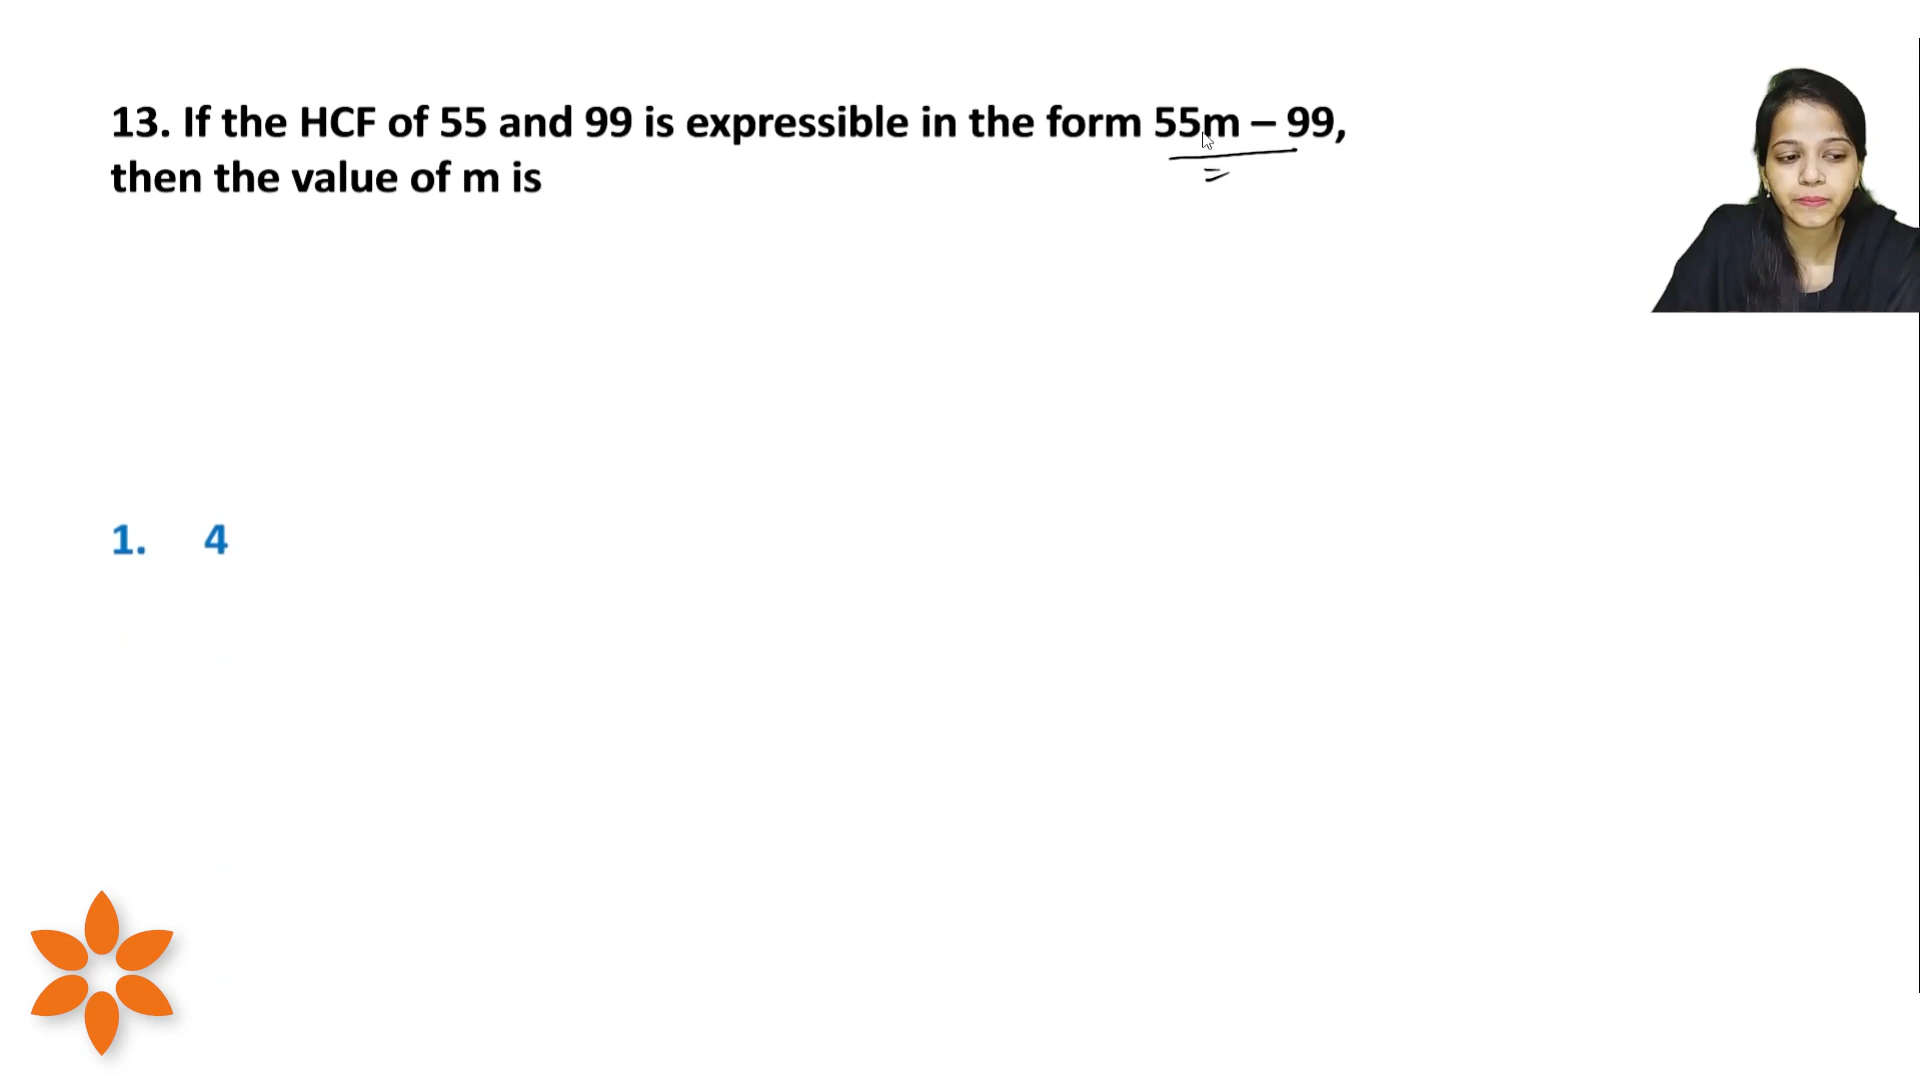 13. If the HCF of 55 and 99 is expressible in the form 55m – 99,
then the value of m is
1. 4